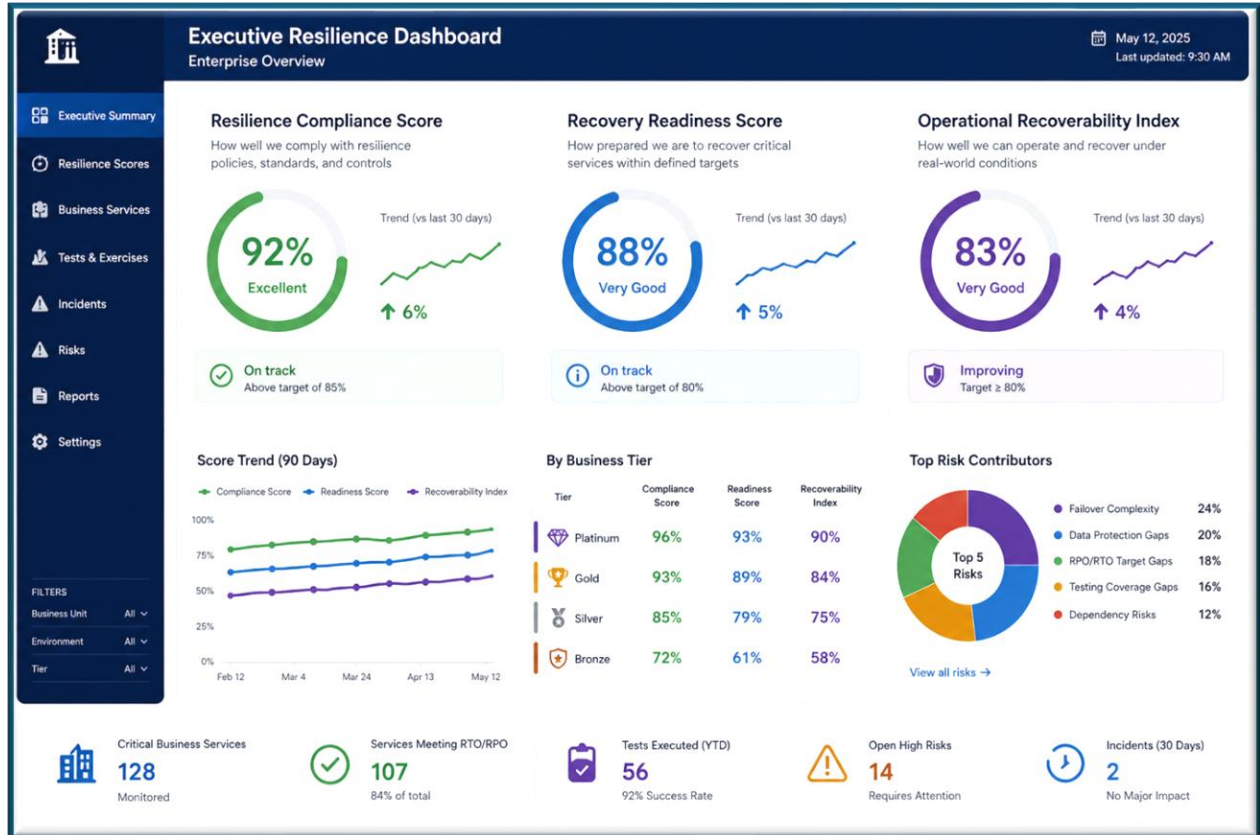 Executive Resilience Dashboard
Enterprise Overview
May 12, 2025
Last updated: 9:30 AM
Executive Summary
Resilience Scores
Business Services
Tests & Exercises
Incidents
Risks
Reports
Settings
FILTERS
Business Unit All
Environment All
Tier All
Resilience Compliance Score
How well we comply with resilience
policies, standards, and controls
92%
Excellent
Trend (vs last 30 days)
↑ 6%
On track
Above target of 85%
Recovery Readiness Score
How prepared we are to recover critical
services within defined targets
88%
Very Good
Trend (vs last 30 days)
↑ 5%
On track
Above target of 80%
Operational Recoverability Index
How well we can operate and recover under
real-world conditions
83%
Very Good
Trend (vs last 30 days)
↑ 4%
Improving
Target ≥ 80%
Score Trend (90 Days)
Compliance Score Readiness Score Recoverability Index
100%
75%
50%
25%
0%
Feb 12 Mar 4 Mar 24 Apr 13 May 12
By Business Tier
Tier Compliance Score Readiness Score Recoverability Index
Platinum 96% 93% 90%
Gold 93% 89% 84%
Silver 85% 79% 75%
Bronze 72% 61% 58%
Top Risk Contributors
Top 5
Risks
Failover Complexity 24%
Data Protection Gaps 20%
RPO/RTO Target Gaps 18%
Testing Coverage Gaps 16%
Dependency Risks 12%
View all risks →
Critical Business Services
128
Monitored
Services Meeting RTO/RPO
107
84% of total
Tests Executed (YTD)
56
92% Success Rate
Open High Risks
14
Requires Attention
Incidents (30 Days)
2
No Major Impact